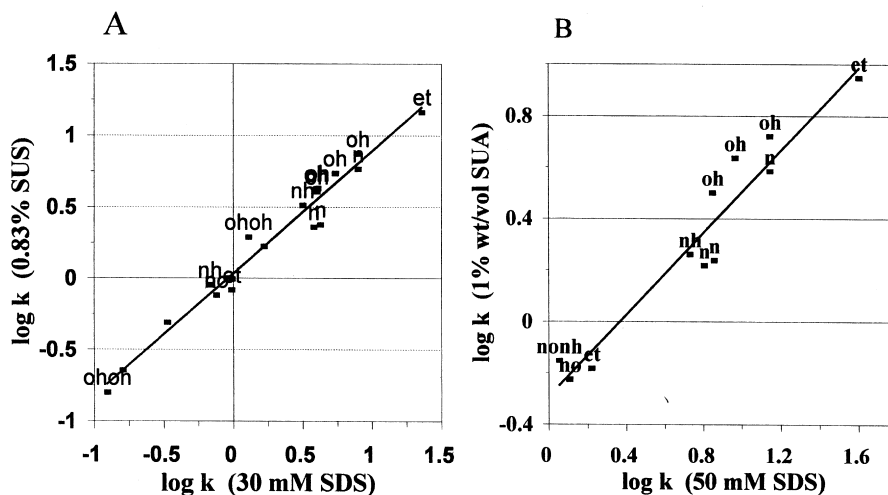 A
B
1.5
1
0.5
0
-0.5
-1
log k (0.83% SUS)
et
oh
n
oh
oh
nh
m
ohoh
nh
no
et
ohoh
-1 -0.5 0 0.5 1 1.5
log k (30 mM SDS)
0.8
0.4
0
-0.4
log k (1% wt/vol SUA)
et
oh
oh
n
oh
nh
n
n
nonh
no
et
0 0.4 0.8 1.2 1.6
log k (50 mM SDS)